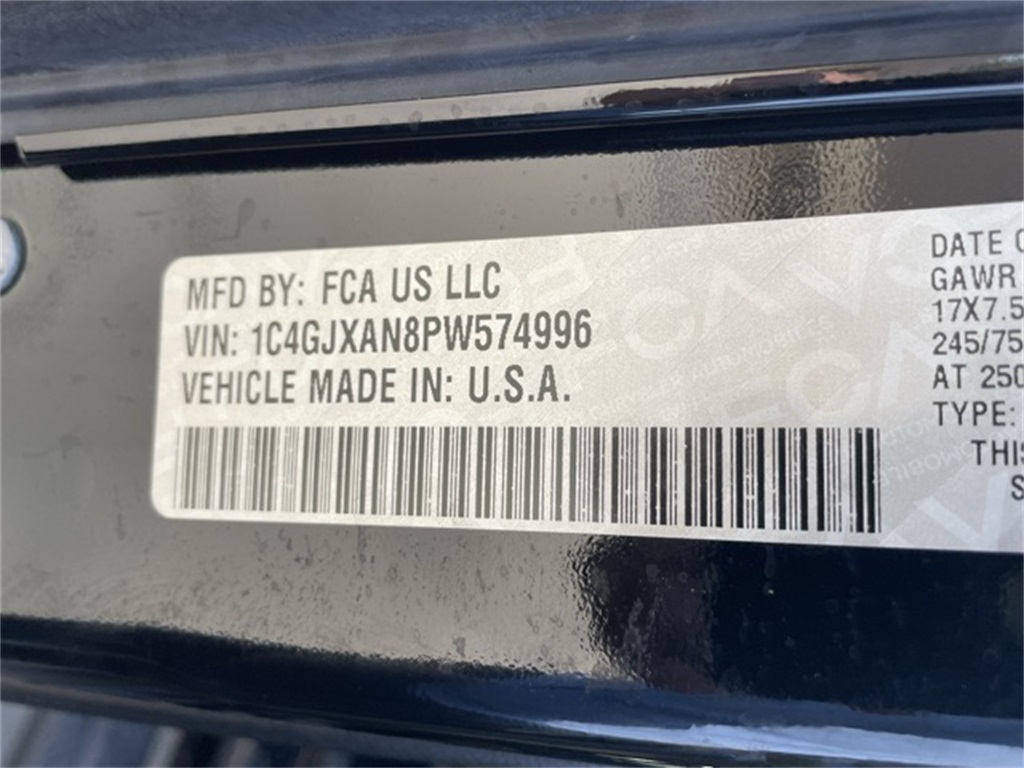 MFD BY: FCA US LLC
VIN: 1C4GJXAN8PW574996
VEHICLE MADE IN: U.S.A.
DATE O
GAWR
17X7.5
245/75
AT 250
TYPE:
THIS
S